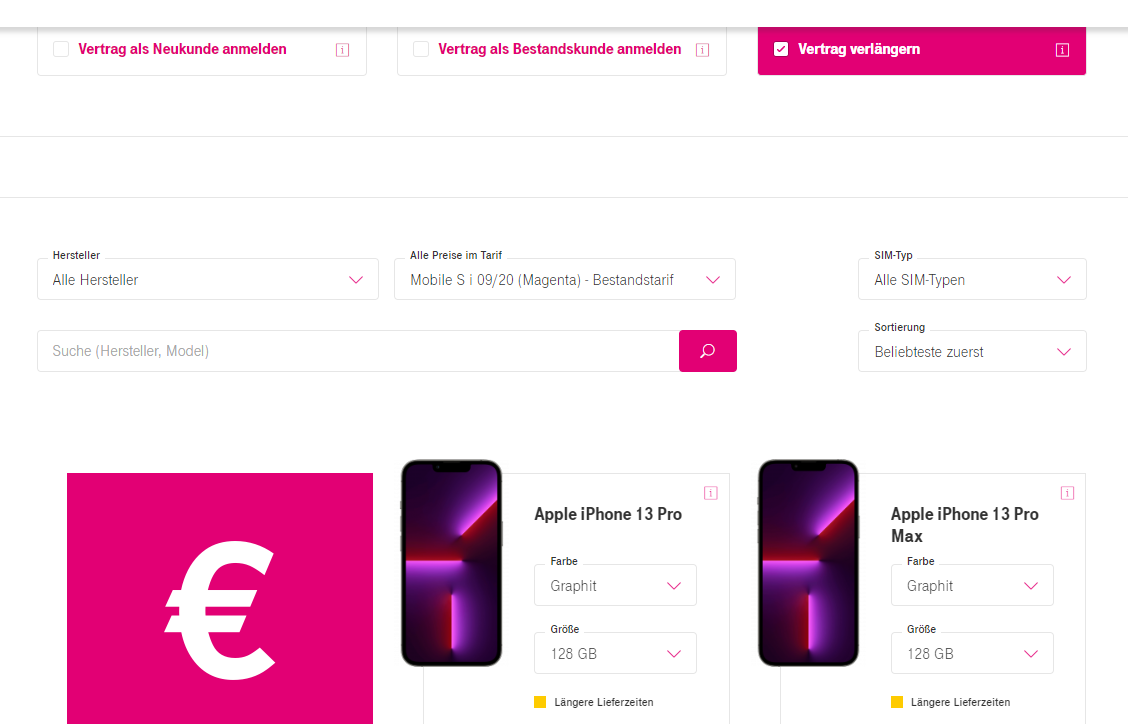 Vertrag als Neukunde anmelden
Vertrag als Bestandskunde anmelden
Vertrag verlängern
Hersteller
Alle Hersteller
Alle Preise im Tarif
Mobile S i 09/20 (Magenta) - Bestandstarif
SIM-Typ
Alle SIM-Typen
Suche (Hersteller, Model)
Sortierung
Beliebteste zuerst
€
Apple iPhone 13 Pro
Farbe
Graphit
Größe
128 GB
Längere Lieferzeiten
Apple iPhone 13 Pro
Max
Farbe
Graphit
Größe
128 GB
Längere Lieferzeiten